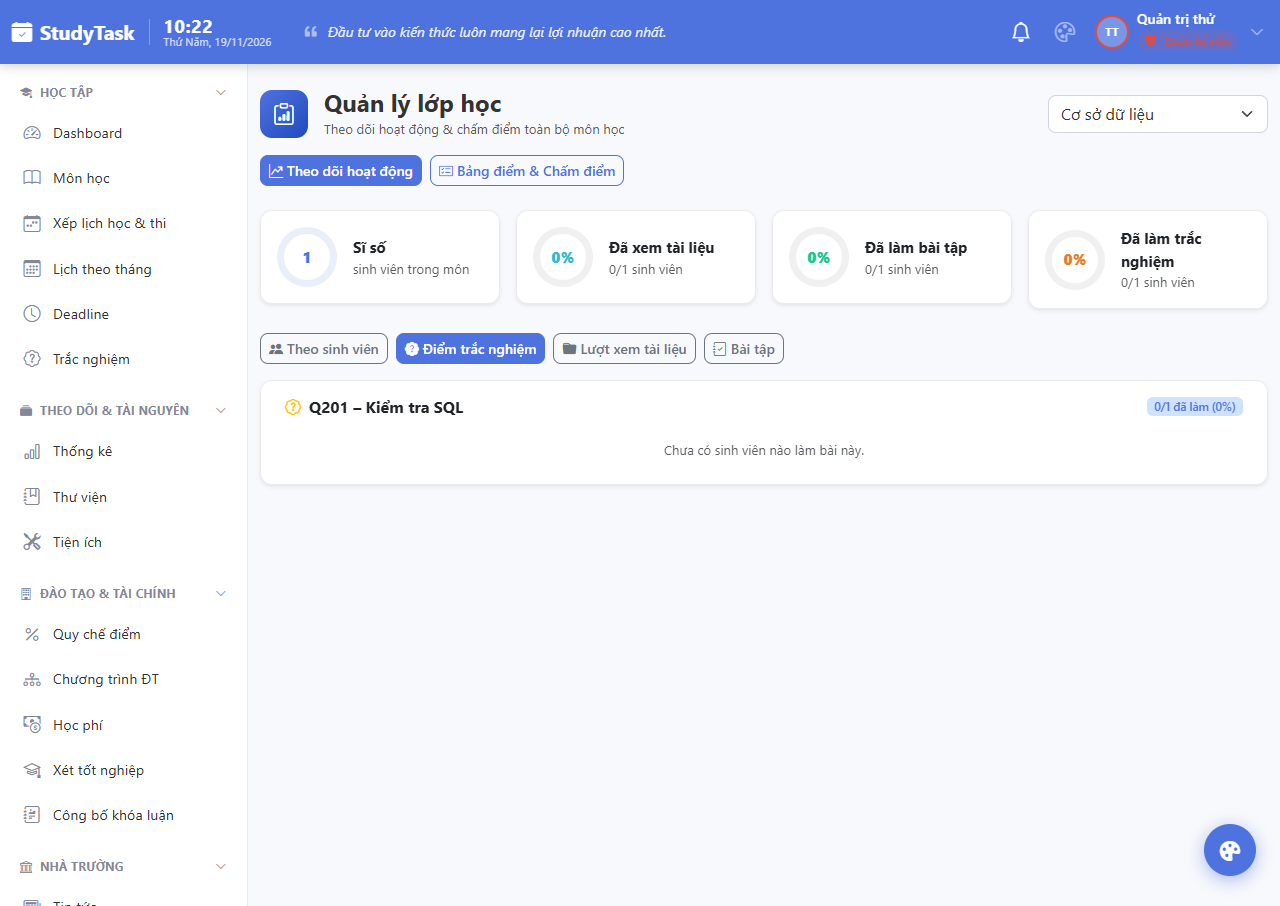 StudyTask
10:22
Thứ Năm, 19/11/2026
Đầu tư vào kiến thức luôn mang lại lợi nhuận cao nhất.
TT
Quản trị thử
Quản trị viên
HỌC TẬP
Dashboard
Môn học
Xếp lịch học & thi
Lịch theo tháng
Deadline
Trắc nghiệm
THEO DÕI & TÀI NGUYÊN
Thống kê
Thư viện
Tiện ích
ĐÀO TẠO & TÀI CHÍNH
Quy chế điểm
Chương trình ĐT
Học phí
Xét tốt nghiệp
Công bố khóa luận
NHÀ TRƯỜNG
Tin tức
Quản lý lớp học
Theo dõi hoạt động & chấm điểm toàn bộ môn học
Cơ sở dữ liệu
Theo dõi hoạt động
Bảng điểm & Chấm điểm
1
Sĩ số
sinh viên trong môn
0%
Đã xem tài liệu
0/1 sinh viên
0%
Đã làm bài tập
0/1 sinh viên
0%
Đã làm trắc
nghiệm
0/1 sinh viên
Theo sinh viên
Điểm trắc nghiệm
Lượt xem tài liệu
Bài tập
Q201 – Kiểm tra SQL
0/1 đã làm (0%)
Chưa có sinh viên nào làm bài này.